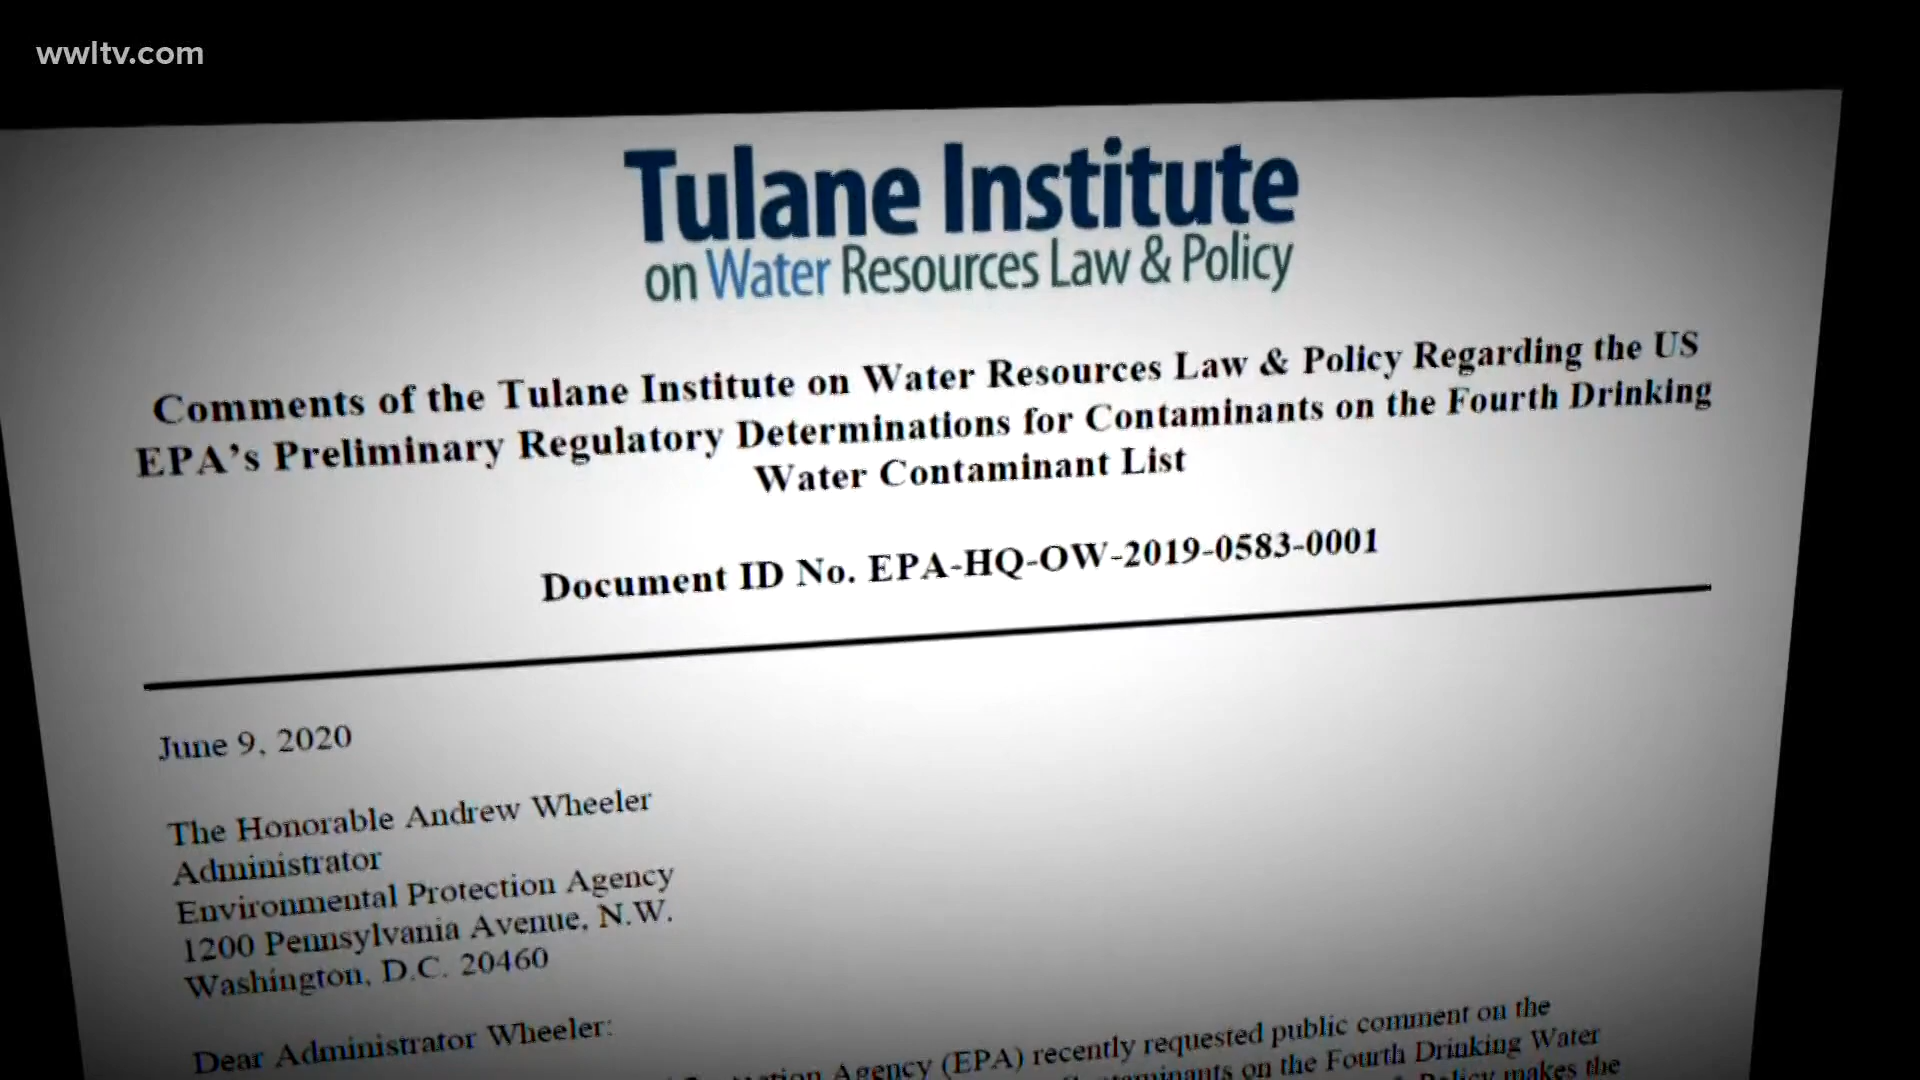 wwltv.com
Tulane Institute
on Water Resources Law & Policy
Comments of the Tulane Institute on Water Resources Law & Policy Regarding the US
EPA's Preliminary Regulatory Determinations for Contaminants on the Fourth Drinking
Water Contaminant List
Document ID No. EPA-HQ-OW-2019-0583-0001
June 9, 2020
The Honorable Andrew Wheeler
Administrator
Environmental Protection Agency
1200 Pennsylvania Avenue, N.W.
Washington, D.C. 20460
Dear Administrator Wheeler:
Agency (EPA) recently requested public comment on the
on the Fourth Drinking Water
makes the